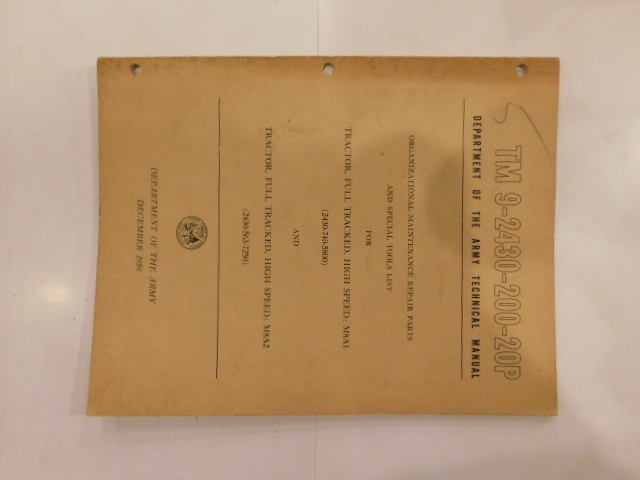 TM 9-2430-200-20P
DEPARTMENT OF THE ARMY TECHNICAL MANUAL
ORGANIZATIONAL MAINTENANCE REPAIR PARTS
AND SPECIAL TOOLS LIST
FOR
TRACTOR, FULL TRACKED, HIGH SPEED: M8A1
(2430-740-5800)
AND
TRACTOR, FULL TRACKED, HIGH SPEED: M8A2
(2430-563-7250)
DEPARTMENT OF THE ARMY
DECEMBER 1959